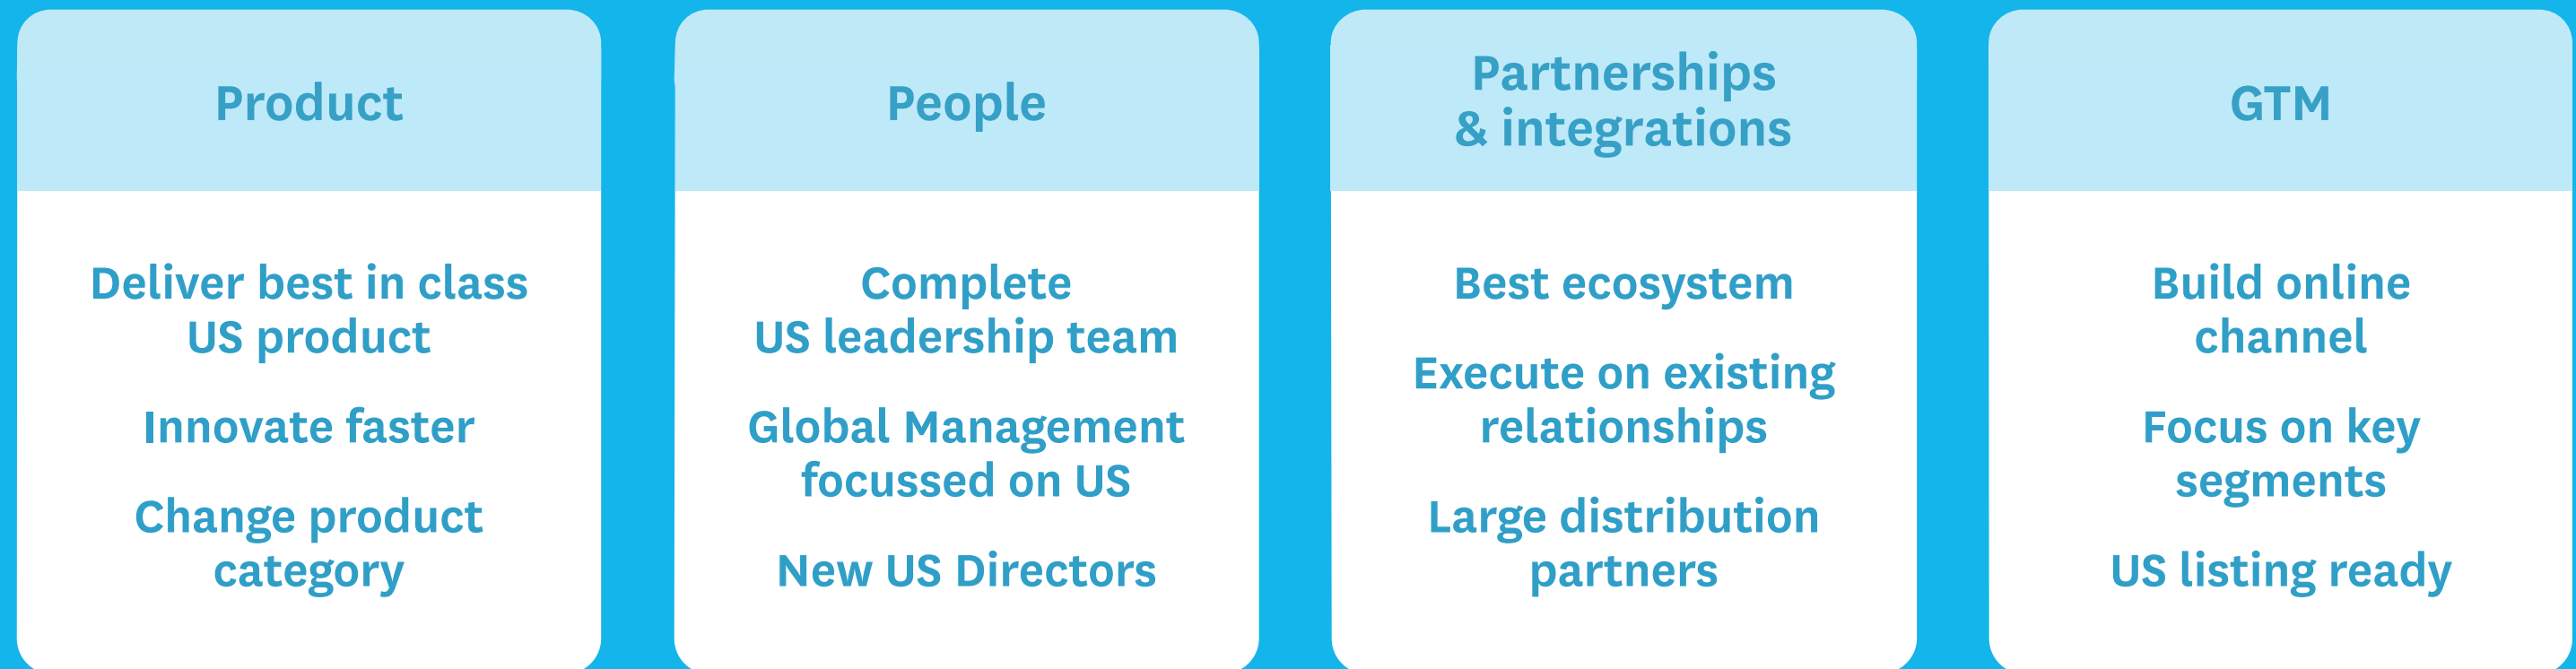 Product
Deliver best in class
US product
Innovate faster
Change product
category
People
Complete
US leadership team
Global Management
focussed on US
New US Directors
Partnerships
& integrations
Best ecosystem
Execute on existing
relationships
Large distribution
partners
GTM
Build online
channel
Focus on key
segments
US listing ready